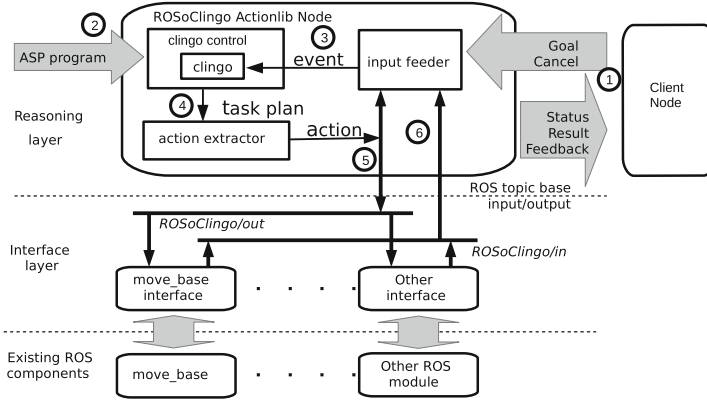 ROSoClingo Actionlib Node
2
ASP program
clingo control
clingo
3
event
input feeder
Goal
Cancel
1
Client
Node
4
task plan
action extractor
action
5
6
Status
Result
Feedback
Reasoning
layer
ROS topic base
input/output
ROSoClingo/out
ROSoClingo/in
Interface
layer
move_base
interface
. . . .
Other
interface
Existing ROS
components
move_base
. . . .
Other ROS
module